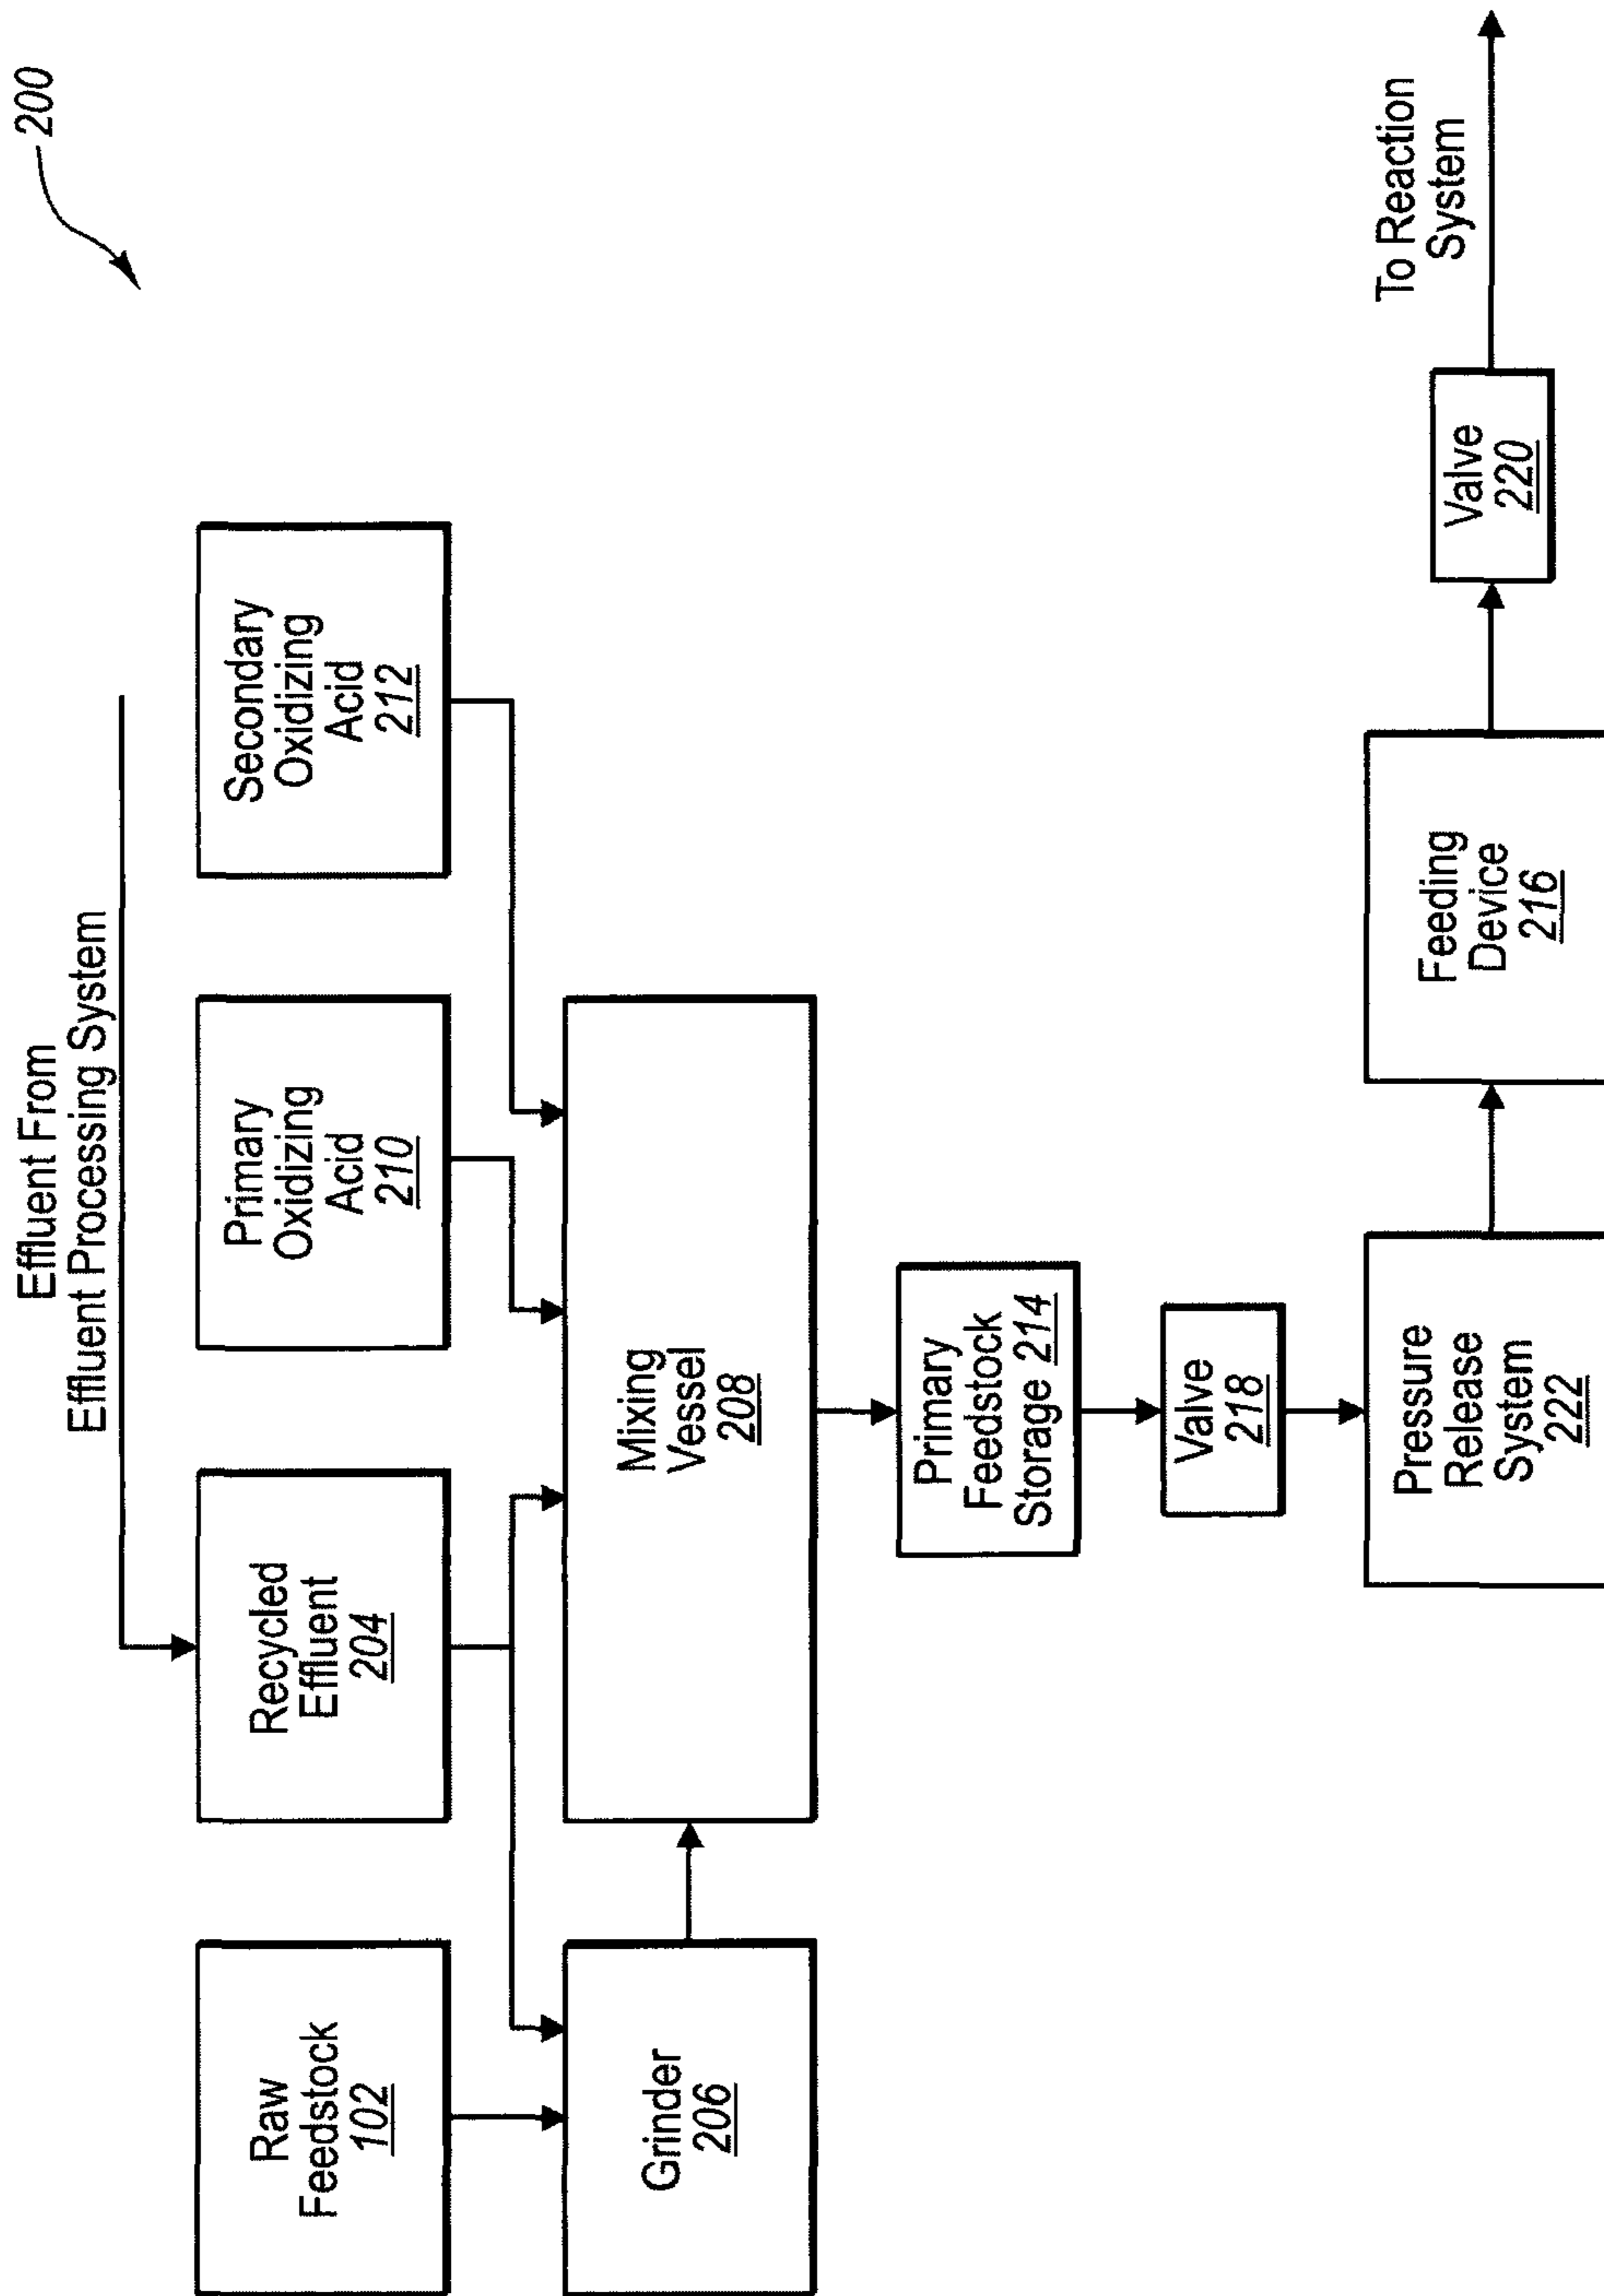 200
Effluent From
Effluent Processing System
Raw
Feedstock
102
Recycled
Effluent
204
Primary
Oxidizing
Acid
210
Secondary
Oxidizing
Acid
212
Grinder
206
Mixing
Vessel
208
Primary
Feedstock
Storage 214
Valve
218
Pressure
Release
System
222
Feeding
Device
216
Valve
220
To Reaction
System